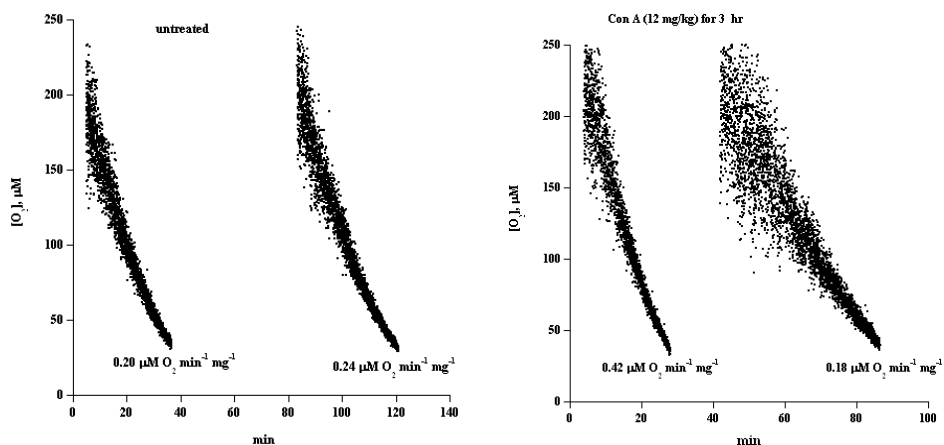 untreated
250
200
150
100
50
0
[O₂], µM
0.20 µM O₂ min⁻¹ mg⁻¹
0.24 µM O₂ min⁻¹ mg⁻¹
0 20 40 60 80 100 120 140
min
Con A (12 mg/kg) for 3 hr
250
200
150
100
50
0
[O₂], µM
0.42 µM O₂ min⁻¹ mg⁻¹
0.18 µM O₂ min⁻¹ mg⁻¹
0 20 40 60 80 100
min